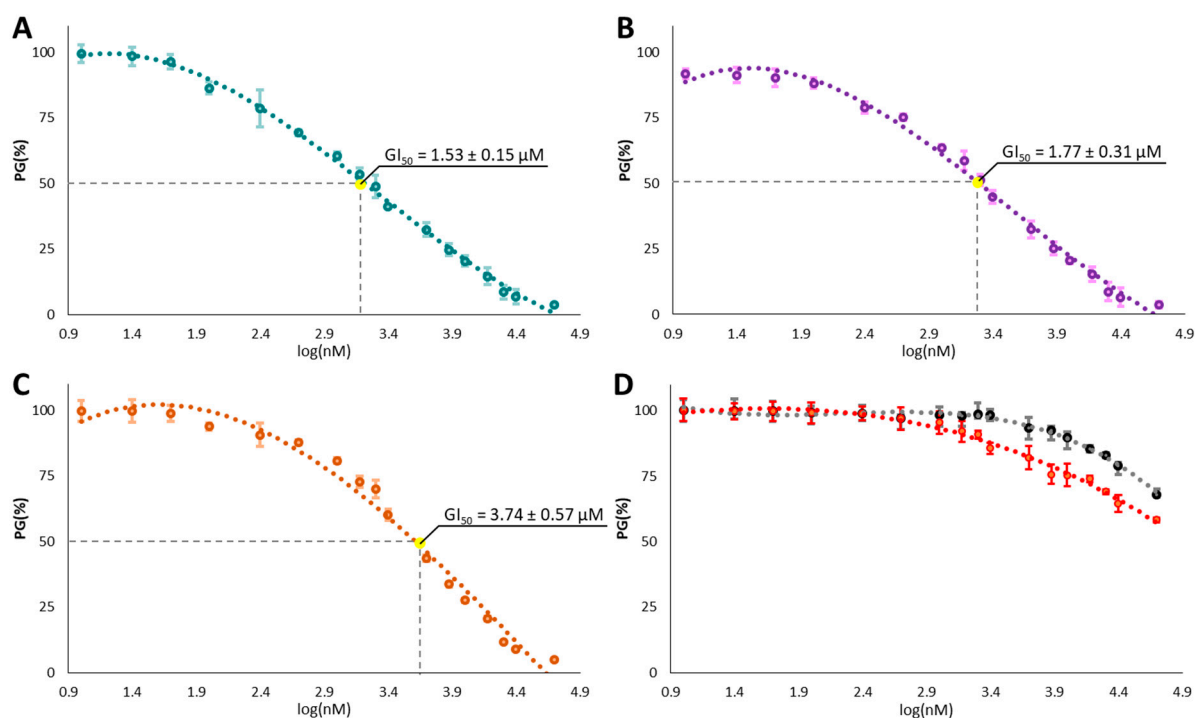 A
PG(%)
100
75
50
25
0
GI₅₀ = 1.53 ± 0.15 µM
0.9 1.4 1.9 2.4 2.9 3.4 3.9 4.4 4.9
log(nM)
B
PG(%)
100
75
50
25
0
GI₅₀ = 1.77 ± 0.31 µM
0.9 1.4 1.9 2.4 2.9 3.4 3.9 4.4 4.9
log(nM)
C
PG(%)
100
75
50
25
0
GI₅₀ = 3.74 ± 0.57 µM
0.9 1.4 1.9 2.4 2.9 3.4 3.9 4.4 4.9
log(nM)
D
PG(%)
100
75
50
25
0
0.9 1.4 1.9 2.4 2.9 3.4 3.9 4.4 4.9
log(nM)